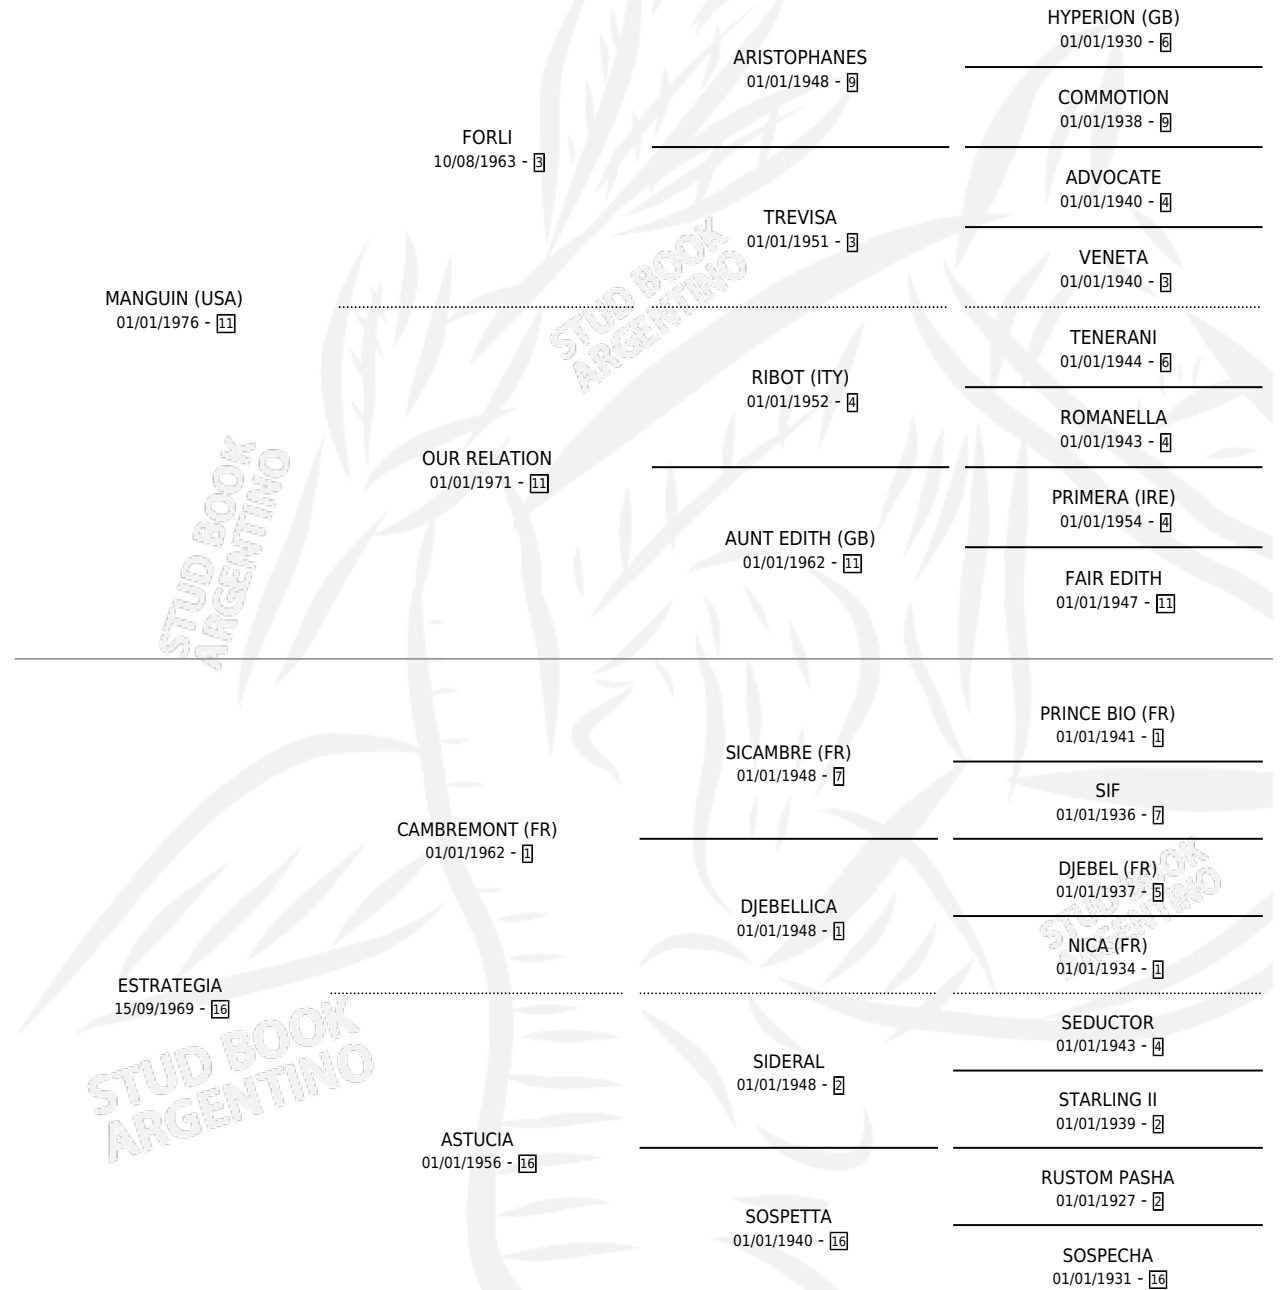 HYPERION (GB)
01/01/1930 - 6
ARISTOPHANES
01/01/1948 - 9
COMMOTION
01/01/1938 - 9
FORLI
10/08/1963 - 3
ADVOCATE
01/01/1940 - 4
TREVISA
01/01/1951 - 3
VENETA
01/01/1940 - 3
MANGUIN (USA)
01/01/1976 - 11
TENERANI
01/01/1944 - 6
RIBOT (ITY)
01/01/1952 - 4
ROMANELLA
01/01/1943 - 4
OUR RELATION
01/01/1971 - 11
PRIMERA (IRE)
01/01/1954 - 4
AUNT EDITH (GB)
01/01/1962 - 11
FAIR EDITH
01/01/1947 - 11
PRINCE BIO (FR)
01/01/1941 - 1
SICAMBRE (FR)
01/01/1948 - 7
SIF
01/01/1936 - 7
CAMBREMONT (FR)
01/01/1962 - 1
DJEBEL (FR)
01/01/1937 - 5
DJEBELLICA
01/01/1948 - 1
NICA (FR)
01/01/1934 - 1
ESTRATEGIA
15/09/1969 - 16
SEDUCTOR
01/01/1943 - 4
SIDERAL
01/01/1948 - 2
STARLING II
01/01/1939 - 2
ASTUCIA
01/01/1956 - 16
RUSTOM PASHA
01/01/1927 - 2
SOSPETTA
01/01/1940 - 16
SOSPECHA
01/01/1931 - 16
STUD BOOK
ARGENTINO
STUD BOOK
ARGENTINO
STUD BOOK
ARGENTINO
STUD BOOK
ARGENTINO